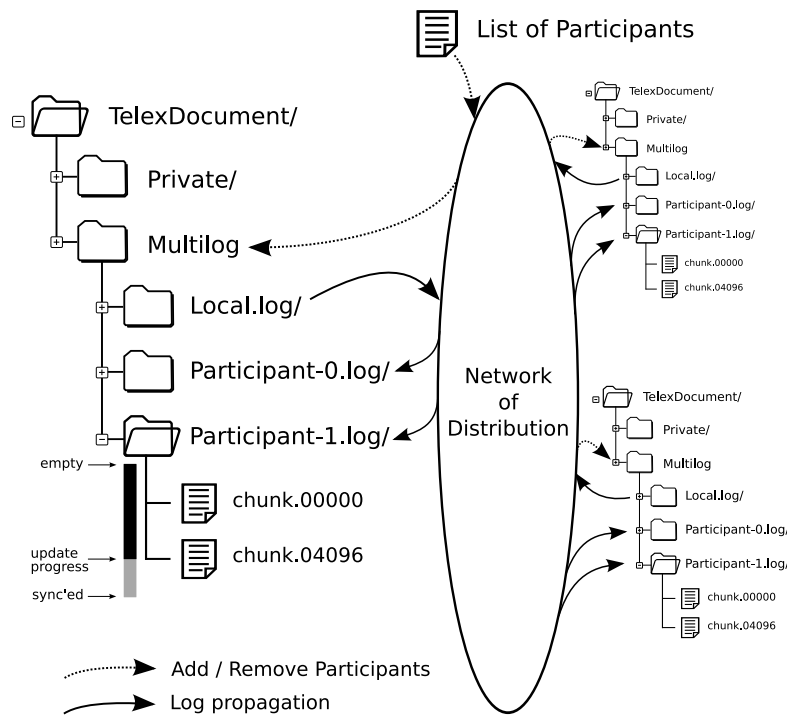 List of Participants
TelexDocument/
Private/
Multilog
Local.log/
Participant-0.log/
Participant-1.log/
empty
chunk.00000
update
progress
chunk.04096
sync'ed
Network
of
Distribution
TelexDocument/
Private/
Multilog
Local.log/
Participant-0.log/
Participant-1.log/
chunk.00000
chunk.04096
TelexDocument/
Private/
Multilog
Local.log/
Participant-0.log/
Participant-1.log/
chunk.00000
chunk.04096
Add / Remove Participants
Log propagation